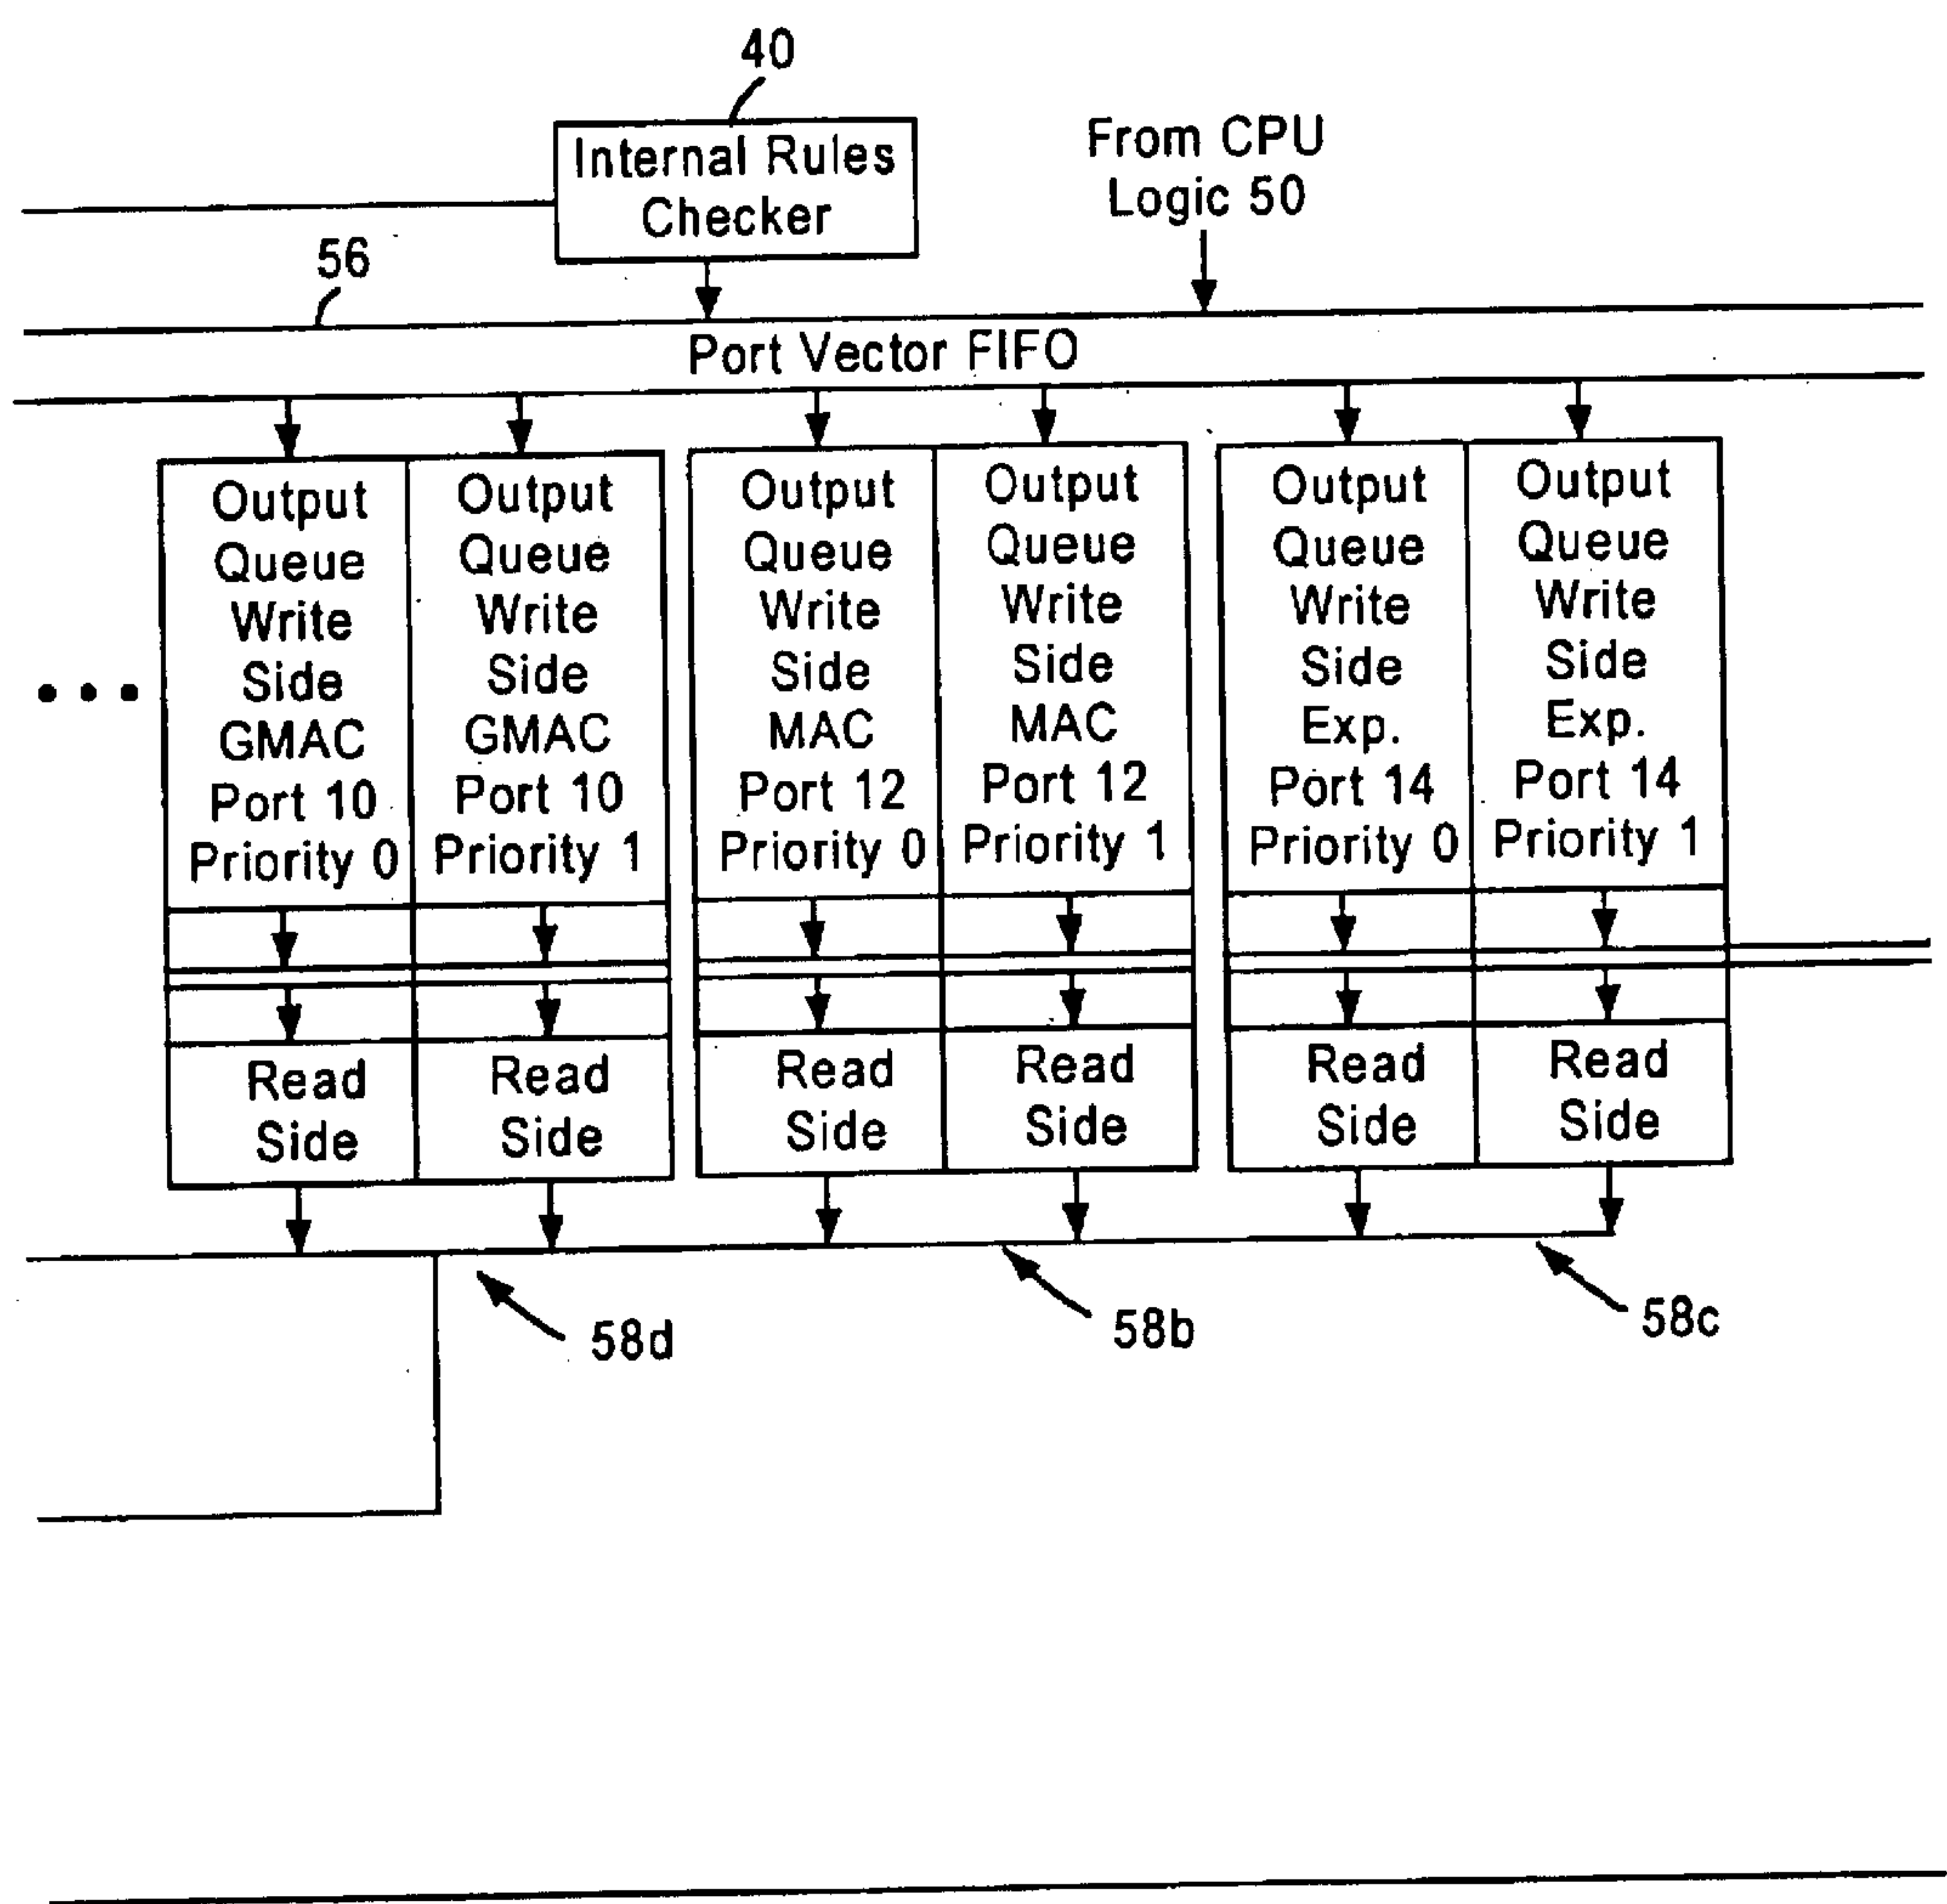 40
Internal Rules
Checker
From CPU
Logic 50
56
Port Vector FIFO
Output
Queue
Write
Side
GMAC
Port 10
Priority 0
Output
Queue
Write
Side
GMAC
Port 10
Priority 1
Output
Queue
Write
Side
MAC
Port 12
Priority 0
Output
Queue
Write
Side
MAC
Port 12
Priority 1
Output
Queue
Write
Side
Exp.
Port 14
Priority 0
Output
Queue
Write
Side
Exp.
Port 14
Priority 1
Read
Side
Read
Side
Read
Side
Read
Side
Read
Side
Read
Side
58d
58b
58c